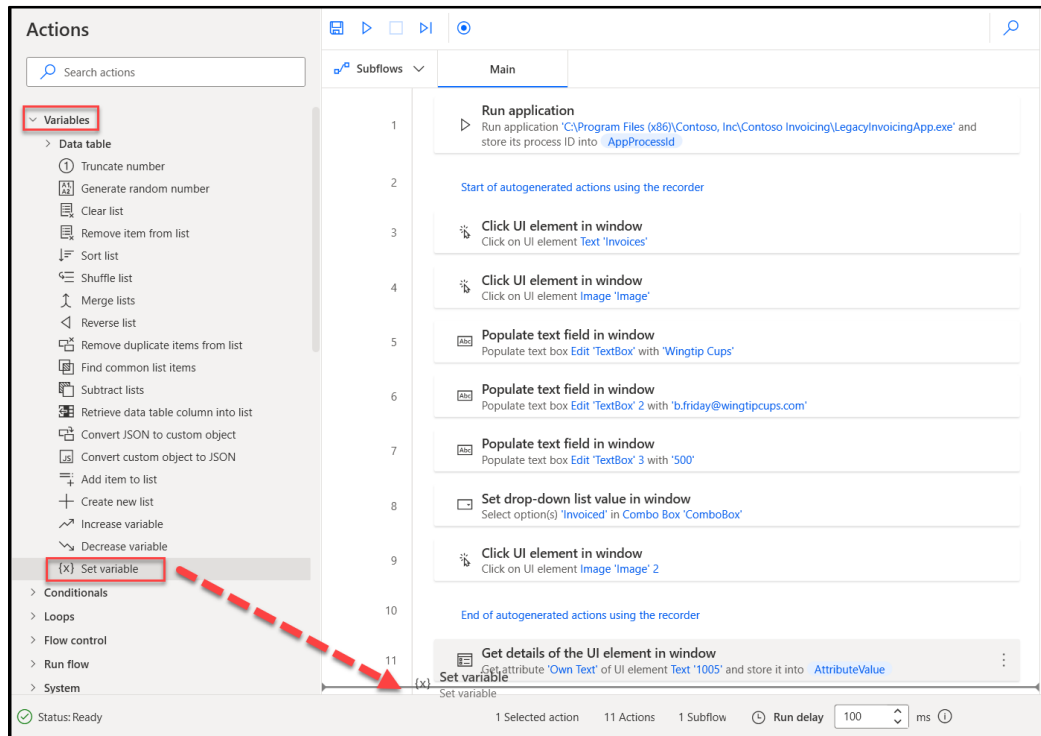 Actions
Search actions
Variables
Data table
Truncate number
Generate random number
Clear list
Remove item from list
Sort list
Shuffle list
Merge lists
Reverse list
Remove duplicate items from list
Find common list items
Subtract lists
Retrieve data table column into list
Convert JSON to custom object
Convert custom object to JSON
Add item to list
Create new list
Increase variable
Decrease variable
{x} Set variable
Conditionals
Loops
Flow control
Run flow
System
Subflows
Main
1
Run application
Run application 'C:\Program Files (x86)\Contoso, Inc\Contoso Invoicing\LegacyInvoicingApp.exe' and
store its process ID into AppProcessId
2
Start of autogenerated actions using the recorder
3
Click UI element in window
Click on UI element Text 'Invoices'
4
Click UI element in window
Click on UI element Image 'Image'
5
Abc
Populate text field in window
Populate text box Edit 'TextBox' with 'Wingtip Cups'
6
Abc
Populate text field in window
Populate text box Edit 'TextBox' 2 with 'b.friday@wingtipcups.com'
7
Abc
Populate text field in window
Populate text box Edit 'TextBox' 3 with '500'
8
Set drop-down list value in window
Select option(s) 'Invoiced' in Combo Box 'ComboBox'
9
Click UI element in window
Click on UI element Image 'Image' 2
10
End of autogenerated actions using the recorder
11
Get details of the UI element in window
Get attribute 'Own Text' of UI element Text '1005' and store it into AttributeValue
{x} Set variable
Set variable
Status: Ready
1 Selected action 11 Actions 1 Subflow Run delay 100 ms